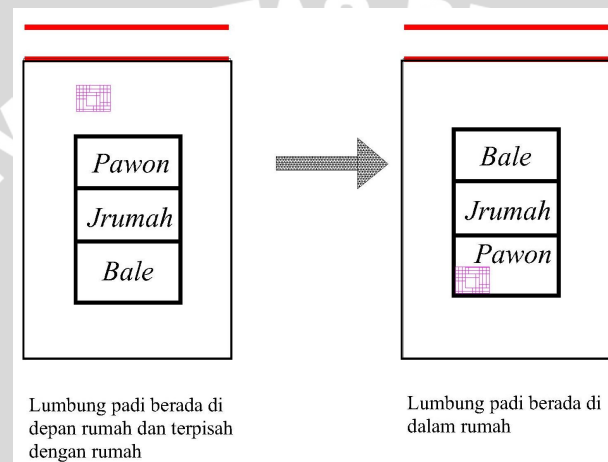 Pawon
Jrumah
Bale
Bale
Jrumah
Pawon
Lumbung padi berada di
depan rumah dan terpisah
dengan rumah
Lumbung padi berada di
dalam rumah